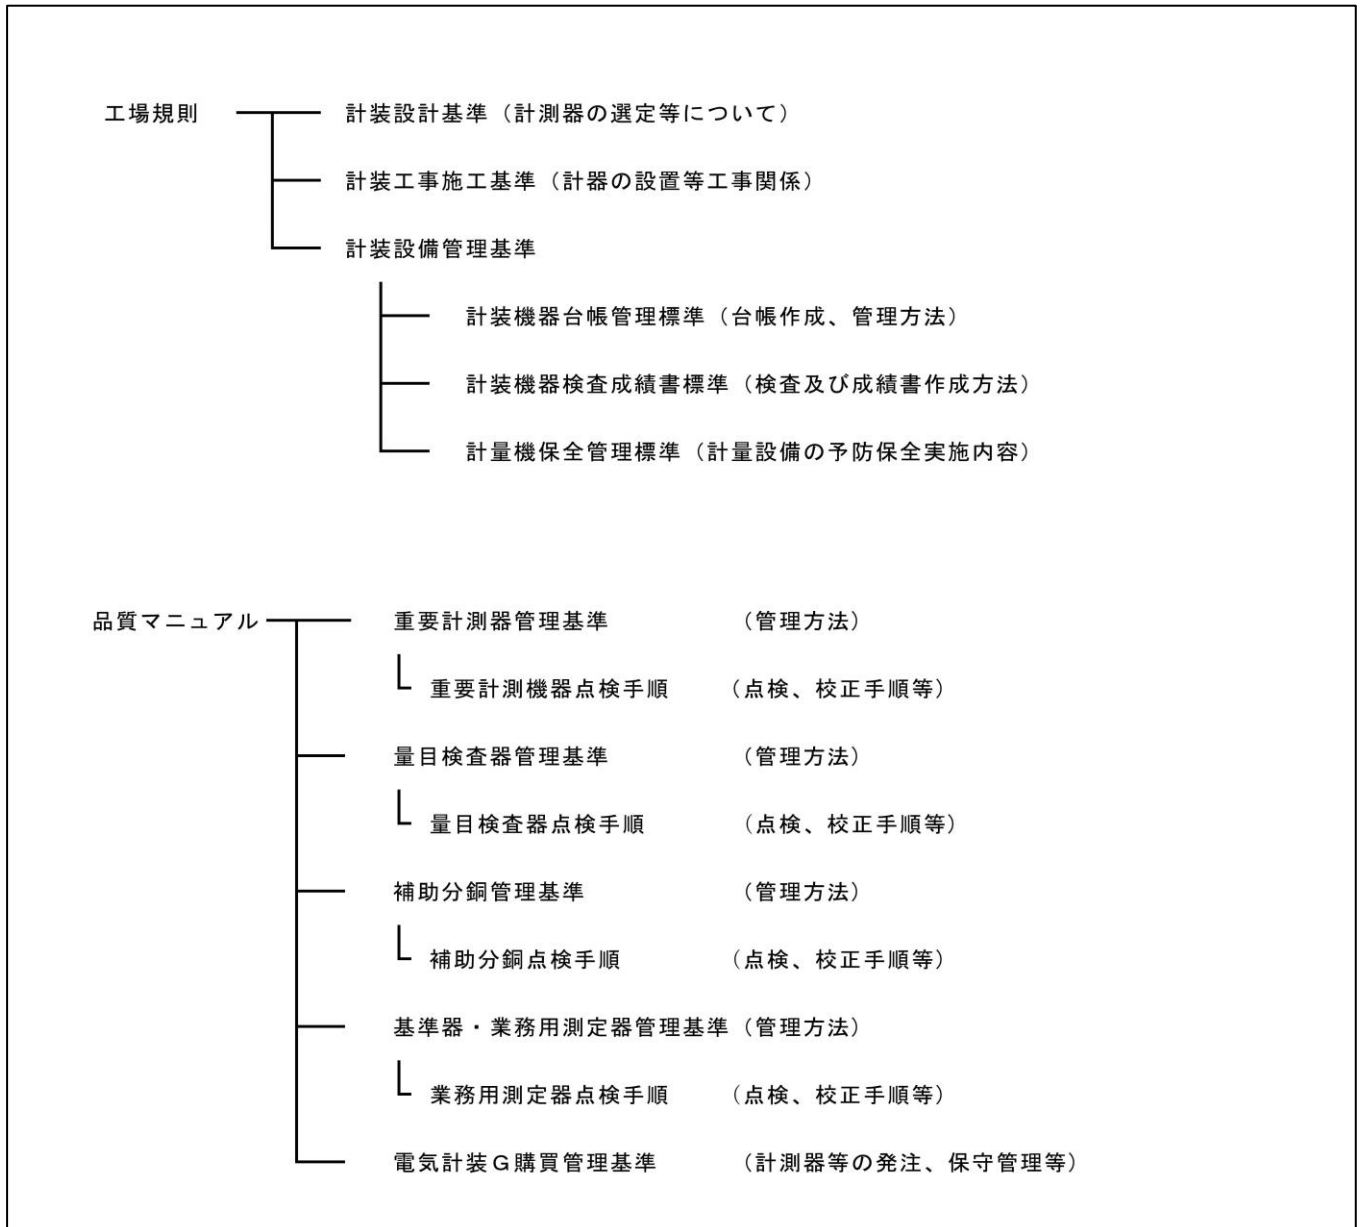 工場規則 計装設計基準（計測器の選定等について）
計装工事施工基準（計器の設置等工事関係）
計装設備管理基準
計装機器台帳管理標準（台帳作成、管理方法）
計装機器検査成績書標準（検査及び成績書作成方法）
計量機保全管理標準（計量設備の予防保全実施内容）
品質マニュアル 重要計測器管理基準 （管理方法）
重要計測機器点検手順 （点検、校正手順等）
量目検査器管理基準 （管理方法）
量目検査器点検手順 （点検、校正手順等）
補助分銅管理基準 （管理方法）
補助分銅点検手順 （点検、校正手順等）
基準器・業務用測定器管理基準（管理方法）
業務用測定器点検手順 （点検、校正手順等）
電気計装Ｇ購買管理基準 （計測器等の発注、保守管理等）